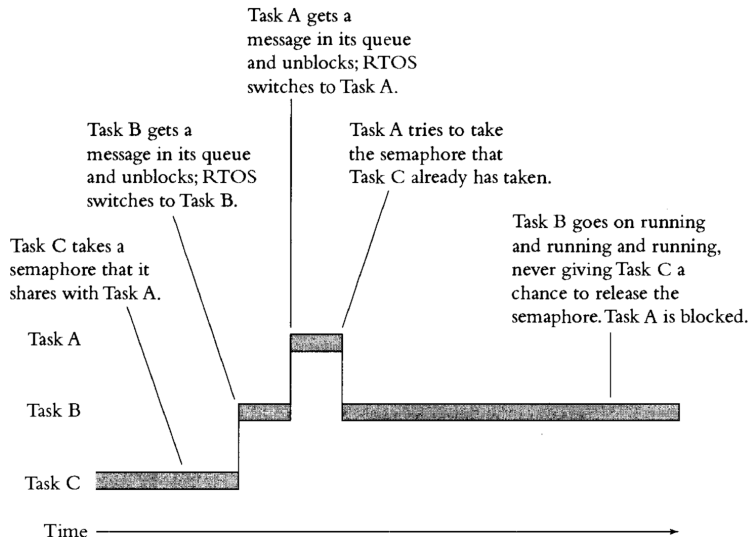 Task A gets a
message in its queue
and unblocks; RTOS
switches to Task A.
Task B gets a
message in its queue
and unblocks; RTOS
switches to Task B.
Task A tries to take
the semaphore that
Task C already has taken.
Task C takes a
semaphore that it
shares with Task A.
Task B goes on running
and running and running,
never giving Task C a
chance to release the
semaphore. Task A is blocked.
Task A
Task B
Task C
Time